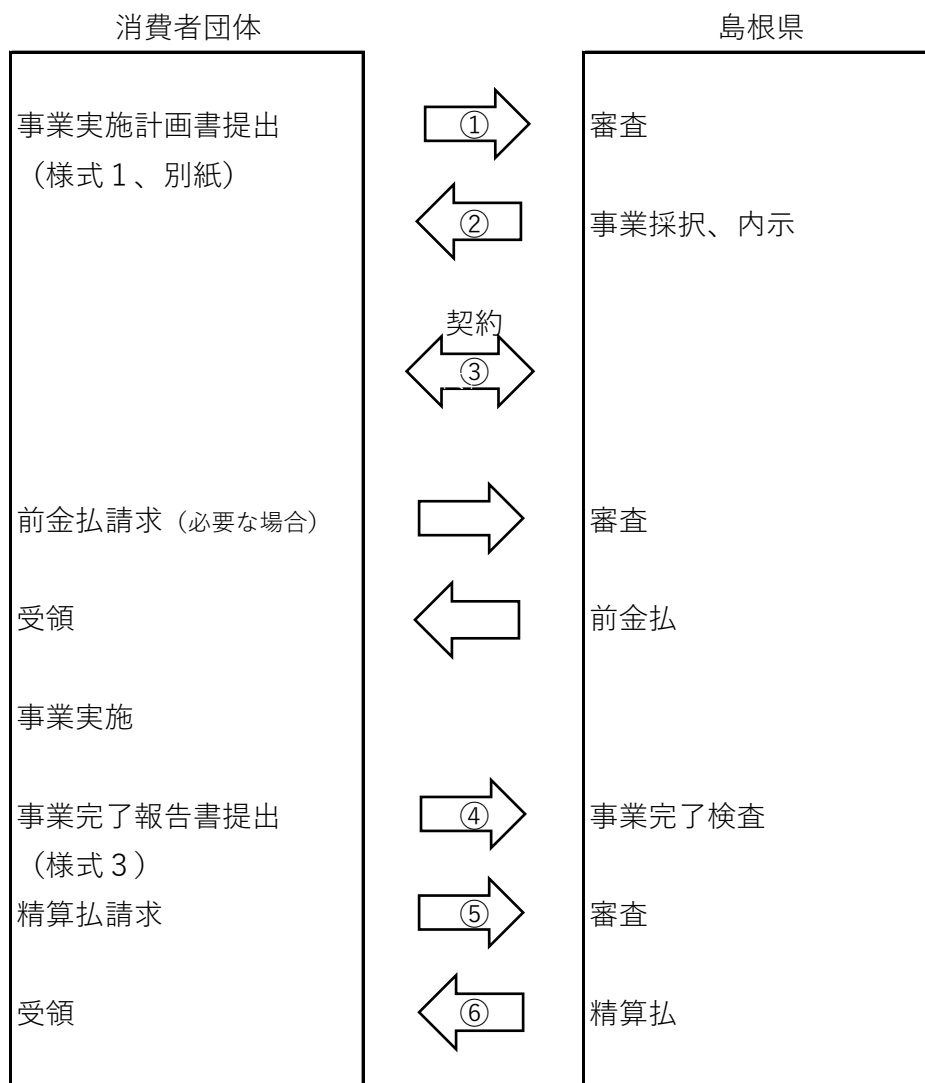 消費者団体
島根県
事業実施計画書提出
①
審査
（様式１、別紙）
②
事業採択、内示
契約
③
前金払請求（必要な場合）
審査
受領
前金払
事業実施
事業完了報告書提出
④
事業完了検査
（様式３）
精算払請求
⑤
審査
受領
⑥
精算払